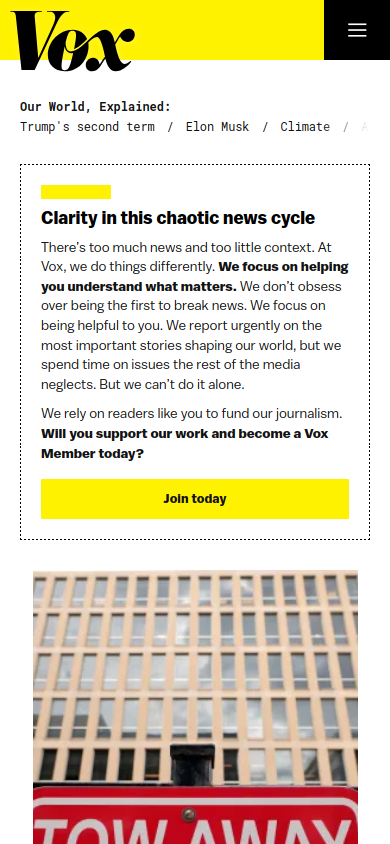 Vox
Our World, Explained:
Trump's second term / Elon Musk / Climate /
Clarity in this chaotic news cycle
There's too much news and too little context. At
Vox, we do things differently. We focus on helping
you understand what matters. We don't obsess
over being the first to break news. We focus on
being helpful to you. We report urgently on the
most important stories shaping our world, but we
spend time on issues the rest of the media
neglects. But we can't do it alone.
We rely on readers like you to fund our journalism.
Will you support our work and become a Vox
Member today?
Join today
TOW AWAY